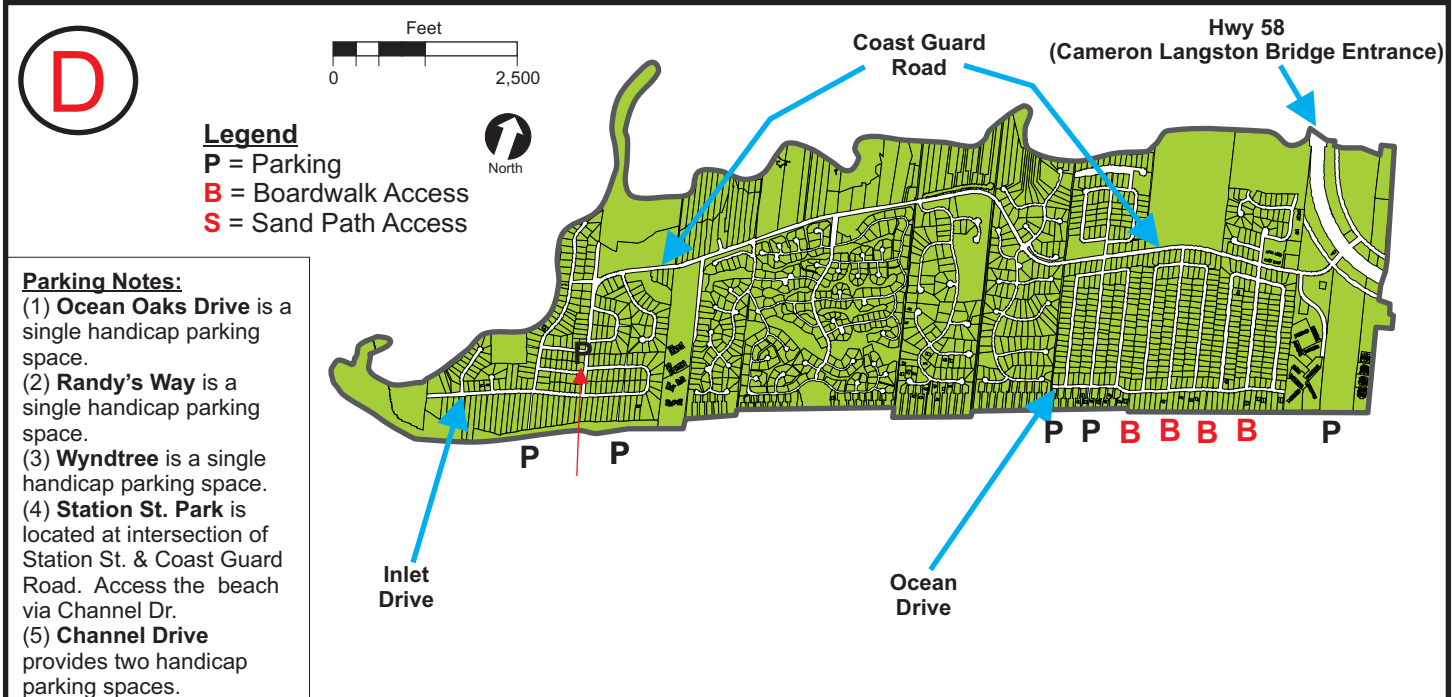 D
Feet
0 2,500
North
Legend
P = Parking
B = Boardwalk Access
S = Sand Path Access
Coast Guard
Road
Hwy 58
(Cameron Langston Bridge Entrance)
Parking Notes:
(1) Ocean Oaks Drive is a
single handicap parking
space.
(2) Randy's Way is a
single handicap parking
space.
(3) Wyndtree is a single
handicap parking space.
(4) Station St. Park is
located at intersection of
Station St. & Coast Guard
Road. Access the beach
via Channel Dr.
(5) Channel Drive
provides two handicap
parking spaces.
P
P P P P B B B B P
Inlet
Drive
Ocean
Drive